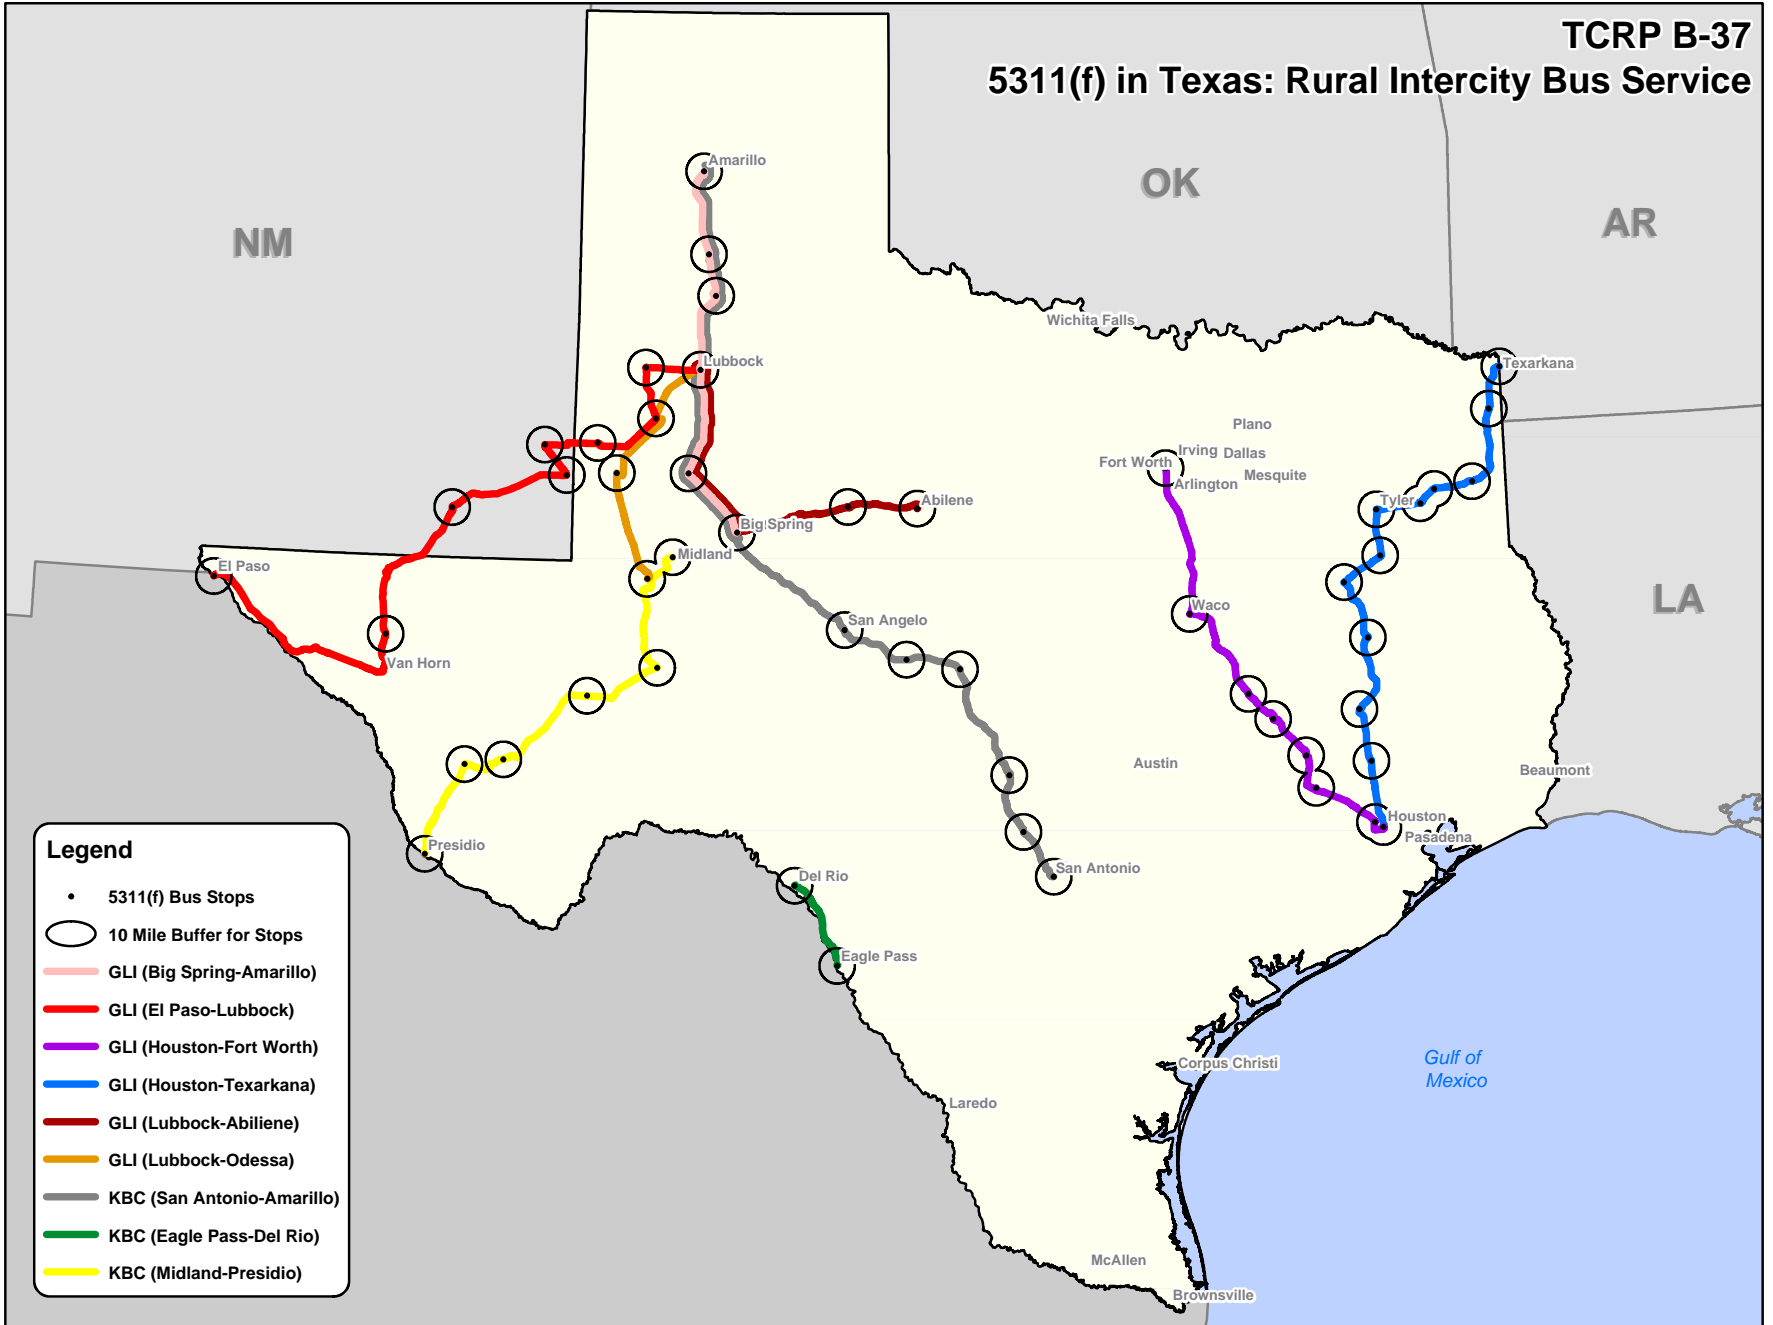 TCRP B-37
5311(f) in Texas: Rural Intercity Bus Service
OK
AR
NM
Amarillo
Wichita Falls
Lubbock
Texarkana
Plano
Irving
Dallas
Fort Worth
Mesquite
Arlington
Abilene
Tyler
Big Spring
Midland
El Paso
LA
Waco
San Angelo
Van Horn
Austin
Beaumont
Houston
Pasadena
Presidio
San Antonio
Del Rio
Eagle Pass
Gulf of
Mexico
Corpus Christi
Laredo
McAllen
Brownsville
Legend
5311(f) Bus Stops
10 Mile Buffer for Stops
GLI (Big Spring-Amarillo)
GLI (El Paso-Lubbock)
GLI (Houston-Fort Worth)
GLI (Houston-Texarkana)
GLI (Lubbock-Abiliene)
GLI (Lubbock-Odessa)
KBC (San Antonio-Amarillo)
KBC (Eagle Pass-Del Rio)
KBC (Midland-Presidio)